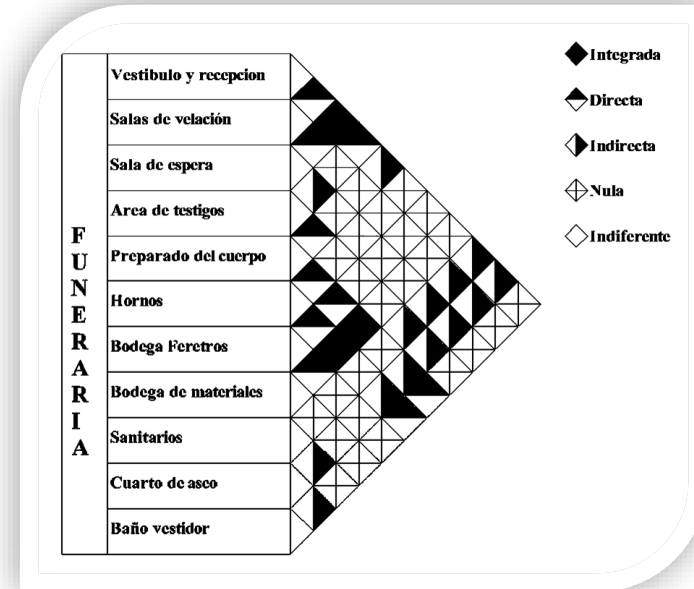 FUNERARIA
Vestibulo y recepcion
Salas de velación
Sala de espera
Area de testigos
Preparado del cuerpo
Hornos
Bodega Feretros
Bodega de materiales
Sanitarios
Cuarto de aseo
Baño vestidor
Integrada
Directa
Indirecta
Nula
Indiferente